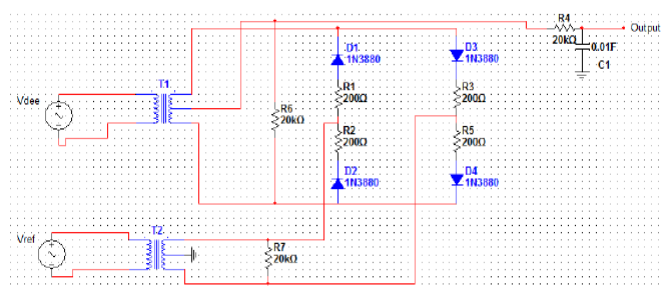 R4
20kΩ
Output
0.01F
C1
D1
1N3880
D3
1N3880
T1
Vdee
R1
200Ω
R3
200Ω
R6
20kΩ
R2
200Ω
R5
200Ω
D2
1N3880
D4
1N3880
T2
Vref
R7
20kΩ